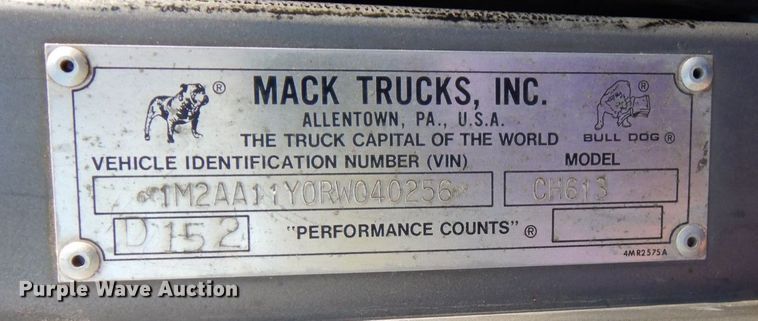 MACK TRUCKS, INC.
ALLENTOWN, PA., U.S.A.
THE TRUCK CAPITAL OF THE WORLD
® BULL DOG ®
VEHICLE IDENTIFICATION NUMBER (VIN) MODEL
1M2AA11Y0RW040256 CH613
D152 "PERFORMANCE COUNTS" ®
4MR2575A
Purple Wave Auction